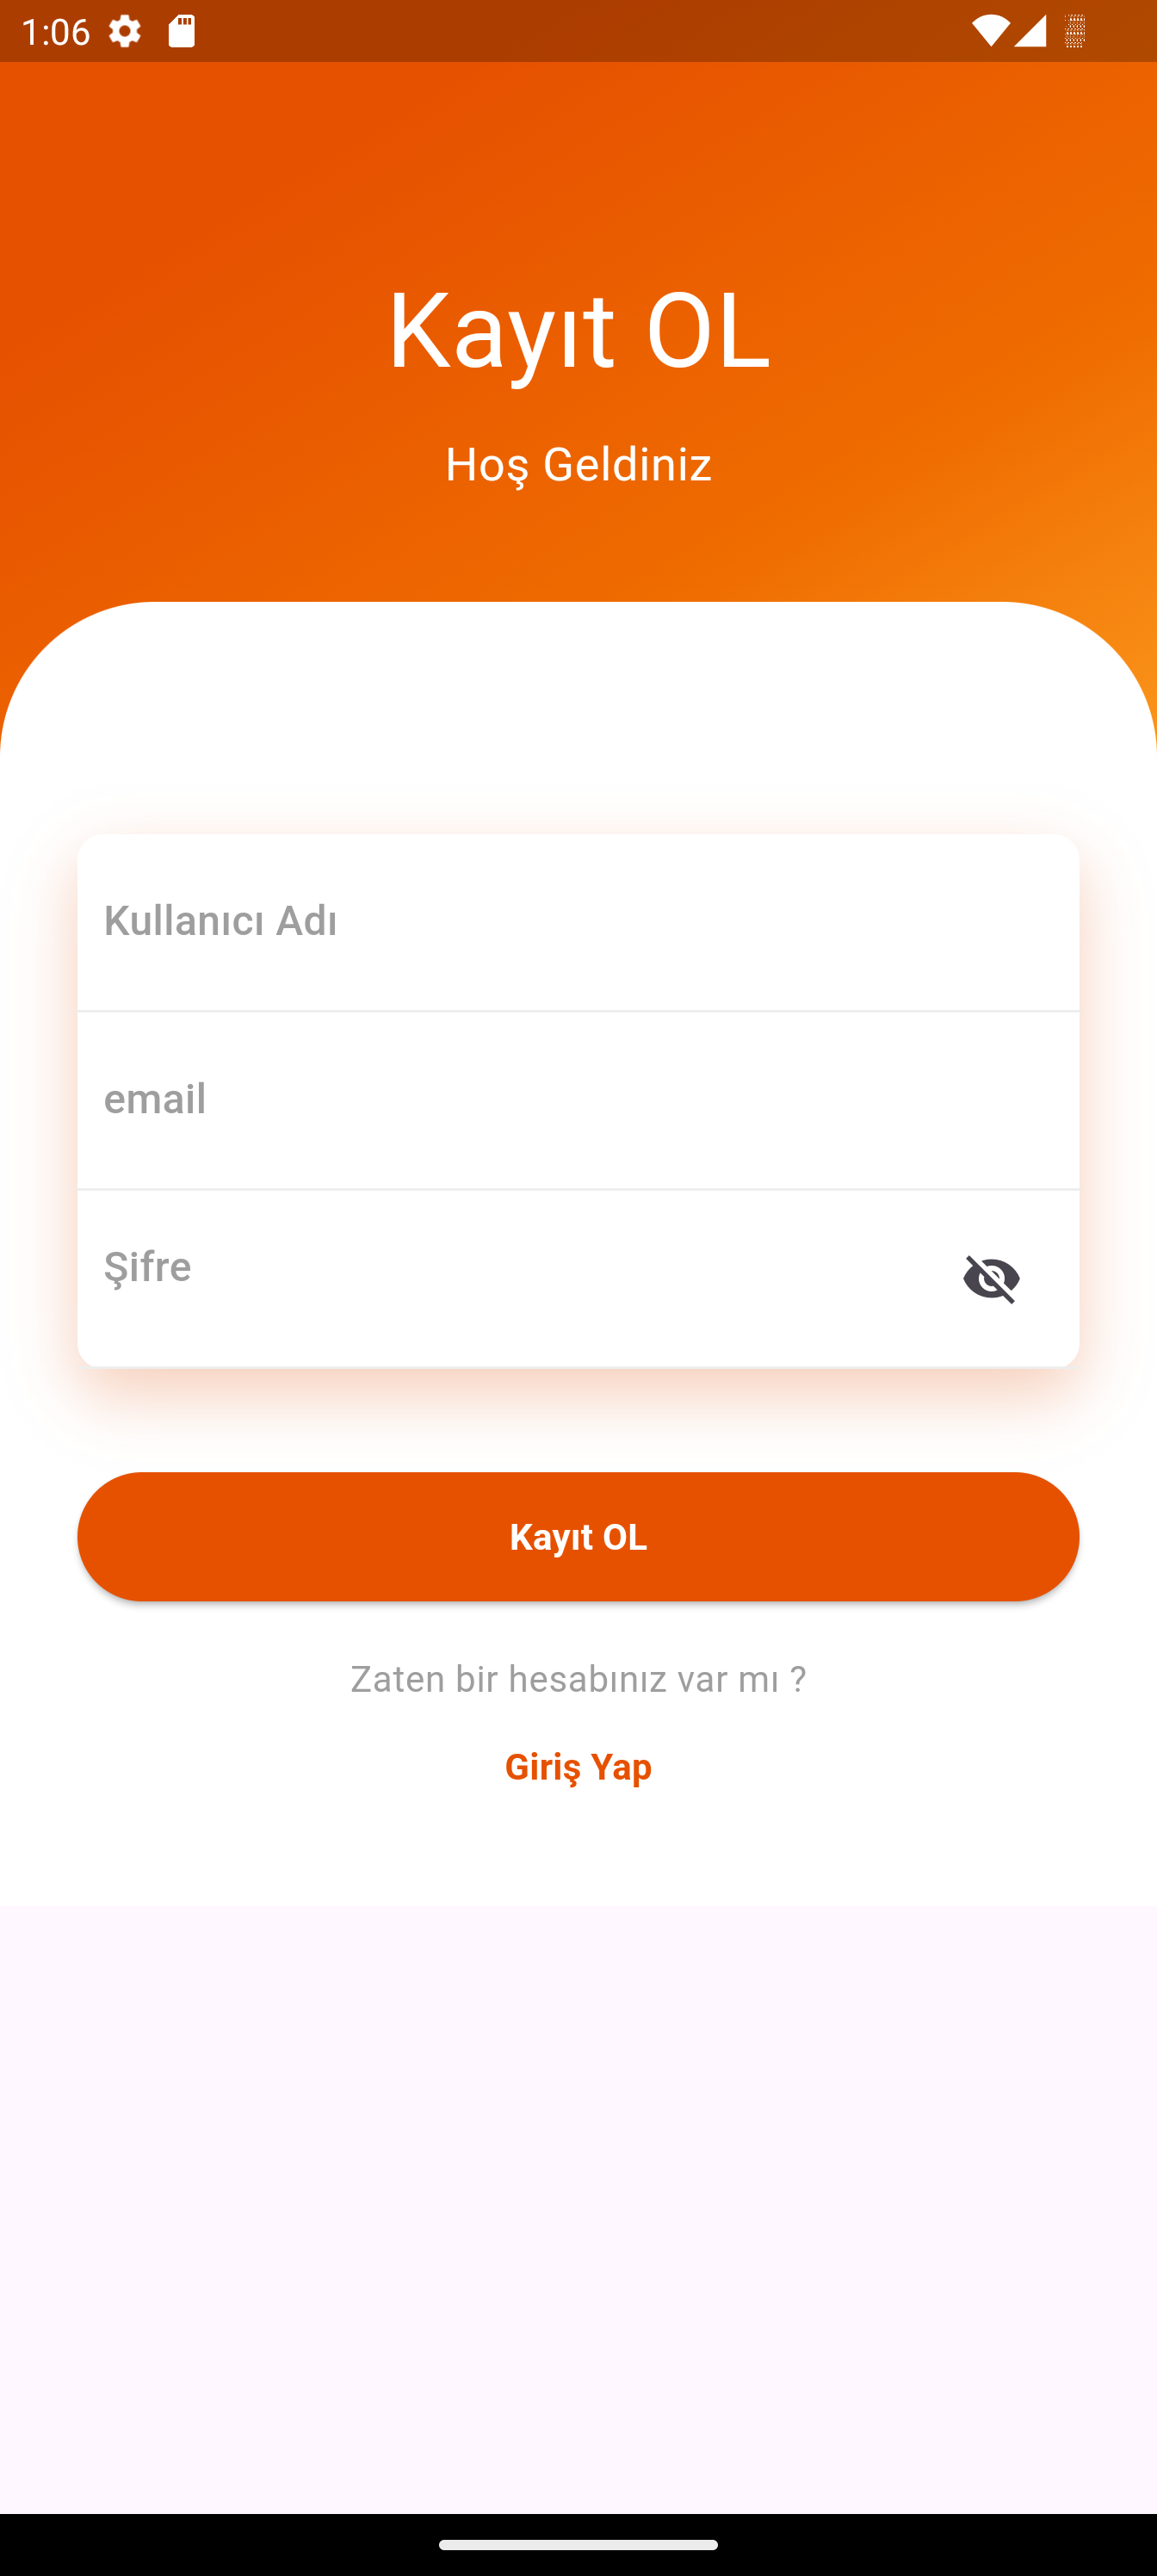 1:06
Kayıt OL
Hoş Geldiniz
Kullanıcı Adı
email
Şifre
Kayıt OL
Zaten bir hesabınız var mı ?
Giriş Yap